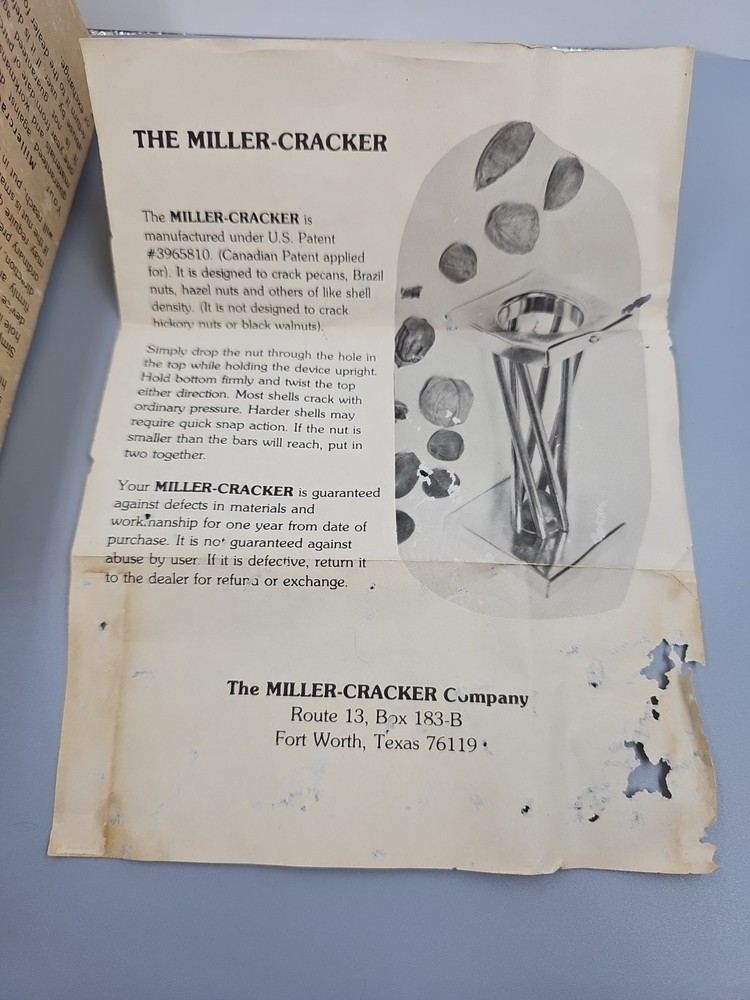 THE MILLER-CRACKER
The MILLER-CRACKER is
manufactured under U.S. Patent
#3965810. (Canadian Patent applied
for). It is designed to crack pecans, Brazil
nuts, hazel nuts and others of like shell
density. (It is not designed to crack
hickory nuts or black walnuts).
Simply drop the nut through the hole in
the top while holding the device upright.
Hold bottom firmly and twist the top
either direction. Most shells crack with
ordinary pressure. Harder shells may
require quick snap action. If the nut is
smaller than the bars will reach, put in
two together.
Your MILLER-CRACKER is guaranteed
against defects in materials and
workmanship for one year from date of
purchase. It is not guaranteed against
abuse by user. If it is defective, return it
to the dealer for refund or exchange.
The MILLER-CRACKER Company
Route 13, Box 183-B
Fort Worth, Texas 76119